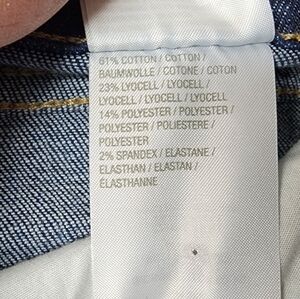 61% COTTON / COTTON /
BAUMWOLLE / COTONE / COTON
23% LYOCELL / LYOCELL /
LYOCELL / LYOCELL / LYOCELL
14% POLYESTER / POLYESTER /
POLYESTER / POLIESTERE /
POLYESTER
2% SPANDEX / ELASTANE /
ELASTHAN / ELASTAN /
ÉLASTHANNE